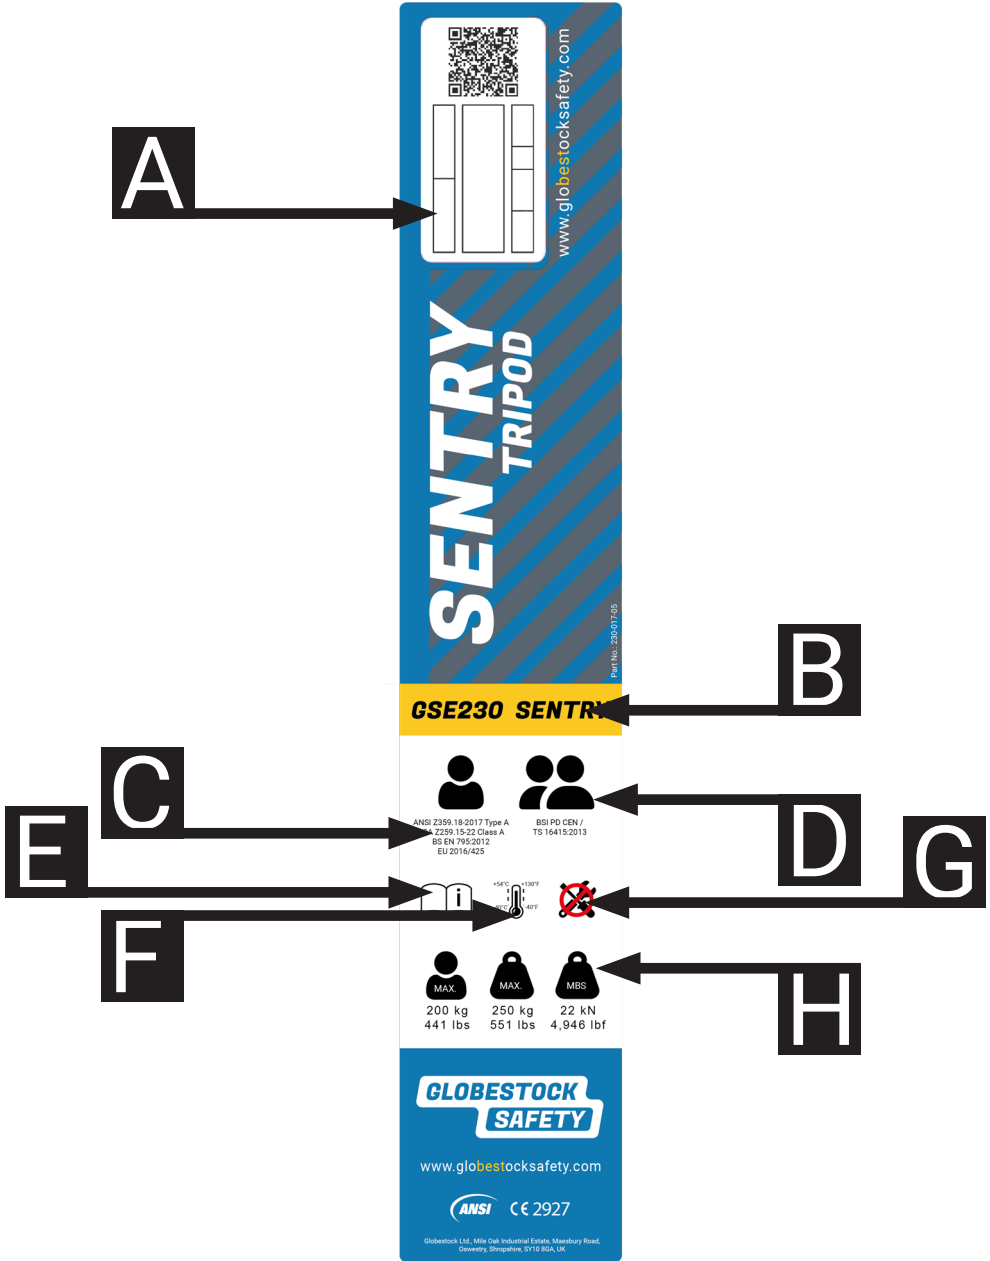 A
www.globestocksafety.com
SENTRY
TRIPOD
Part No.: 230-017-05
B
GSE230 SENTRY
C
D
E
F
G
H
ANSI Z359.18-2017 Type A
Z259.15-22 Class A
BS EN 795:2012
EU 2016/425
BSI PD CEN /
TS 16415:2013
i
+54°C
+130°F
-40°F
MAX.
200 kg
441 lbs
MAX.
250 kg
551 lbs
MBS
22 kN
4,946 lbf
GLOBESTOCK
SAFETY
www.globestocksafety.com
ANSI
CE 2927
Globestock Ltd., Mile Oak Industrial Estate, Maesbury Road,
Oswestry, Shropshire, SY10 8GA, UK